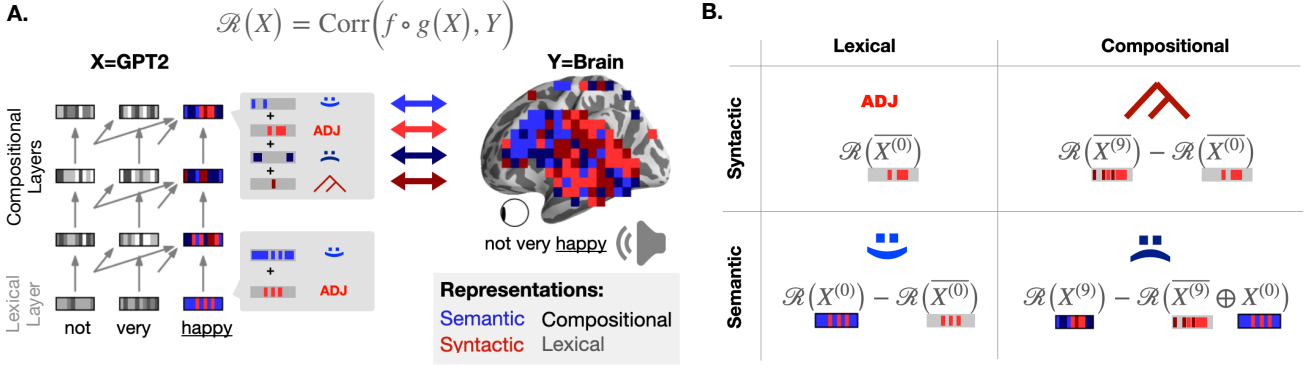 A.
ℛ(X) = Corr(f∘g(X), Y)
X=GPT2
Y=Brain
Compositional
Layers
Lexical
Layer
+
ADJ
+
+
+
ADJ
not very happy
not very happy
Representations:
Semantic Compositional
Syntactic Lexical
B.
Lexical Compositional
Syntactic
ADJ
ℛ(X̅⁽⁰⁾) ℛ(X̅⁽⁹⁾) − ℛ(X̅⁽⁰⁾)
Semantic
ℛ(X⁽⁰⁾) − ℛ(X̅⁽⁰⁾) ℛ(X⁽⁹⁾) − ℛ(X̅⁽⁹⁾ ⊕ X⁽⁰⁾)